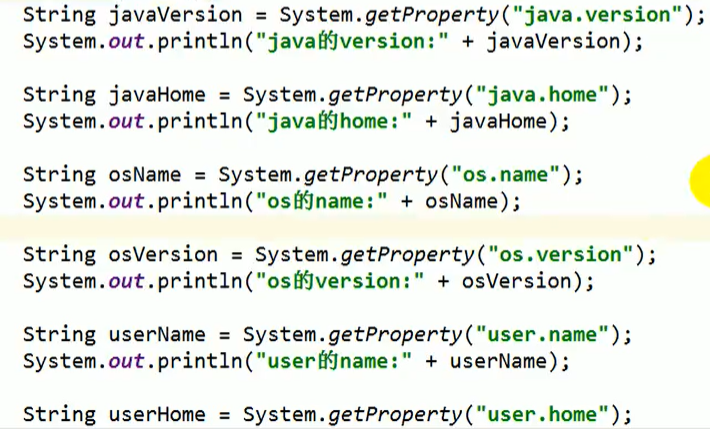 String javaVersion = System.getProperty("java.version");
System.out.println("java的version:" + javaVersion);
String javaHome = System.getProperty("java.home");
System.out.println("java的home:" + javaHome);
String osName = System.getProperty("os.name");
System.out.println("os的name:" + osName);
String osVersion = System.getProperty("os.version");
System.out.println("os的version:" + osVersion);
String userName = System.getProperty("user.name");
System.out.println("user的name:" + userName);
String userHome = System.getProperty("user.home");